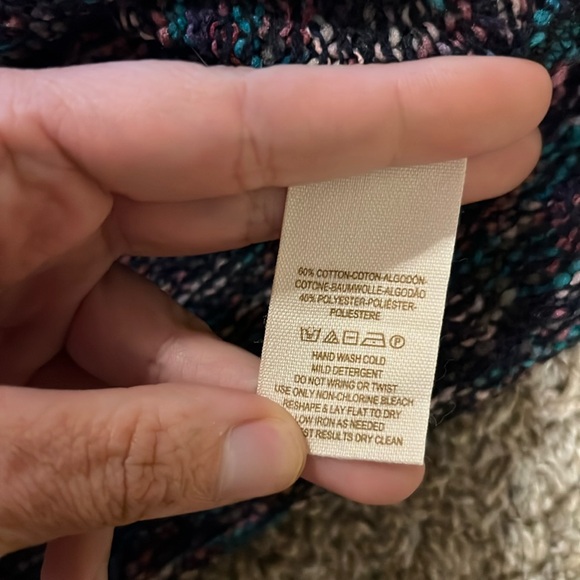 60% COTTON-COTON-ALGODÓN-
COTONE-BAUMWOLLE-ALGODÃO
40% POLYESTER-POLIÉSTER-
POLIESTERE
HAND WASH COLD
MILD DETERGENT
DO NOT WRING OR TWIST
USE ONLY NON-CHLORINE BLEACH
RESHAPE & LAY FLAT TO DRY
LOW IRON AS NEEDED
RESULTS DRY CLEAN